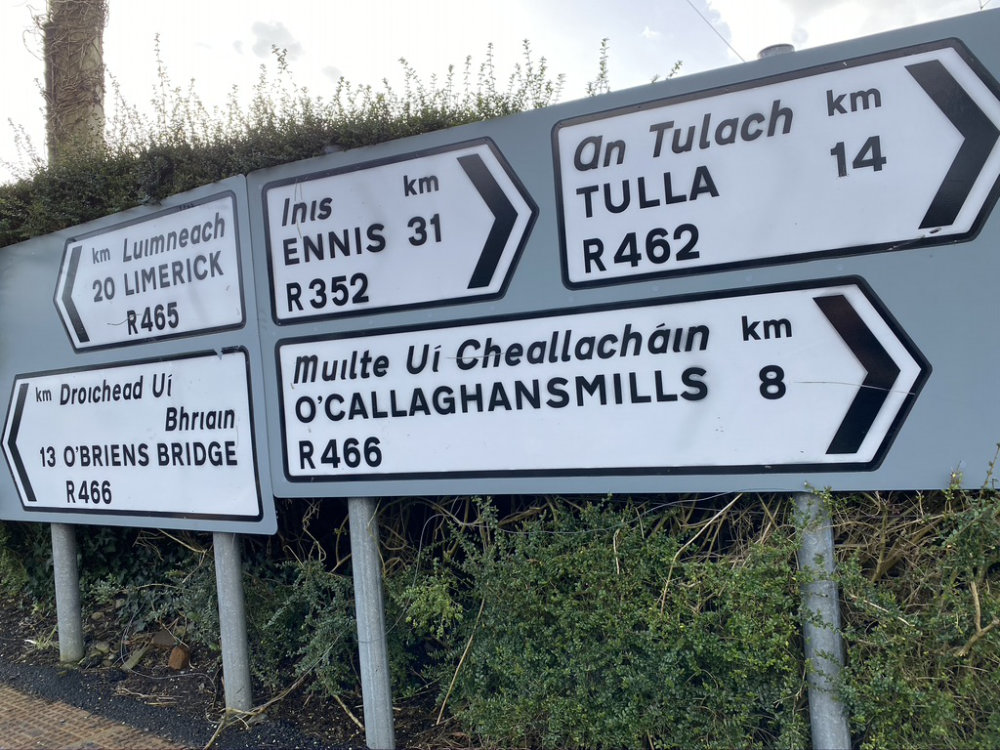 km Luimneach
20 LIMERICK
R465
km Droichead Uí
Bhriain
13 O'BRIENS BRIDGE
R466
Inis km
ENNIS 31
R352
An Tulach km
TULLA 14
R462
Muilte Uí Cheallacháin km
O'CALLAGHANSMILLS 8
R466